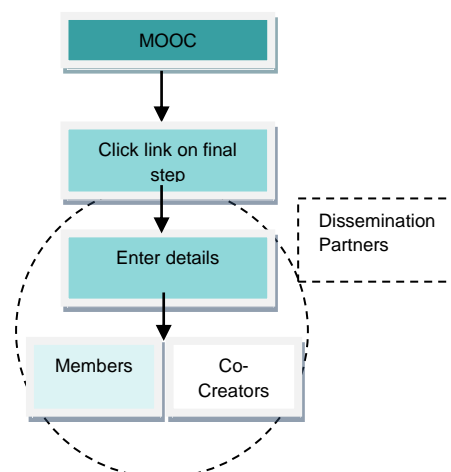 MOOC
Click link on final
step
Dissemination
Partners
Enter details
Members
Co-
Creators